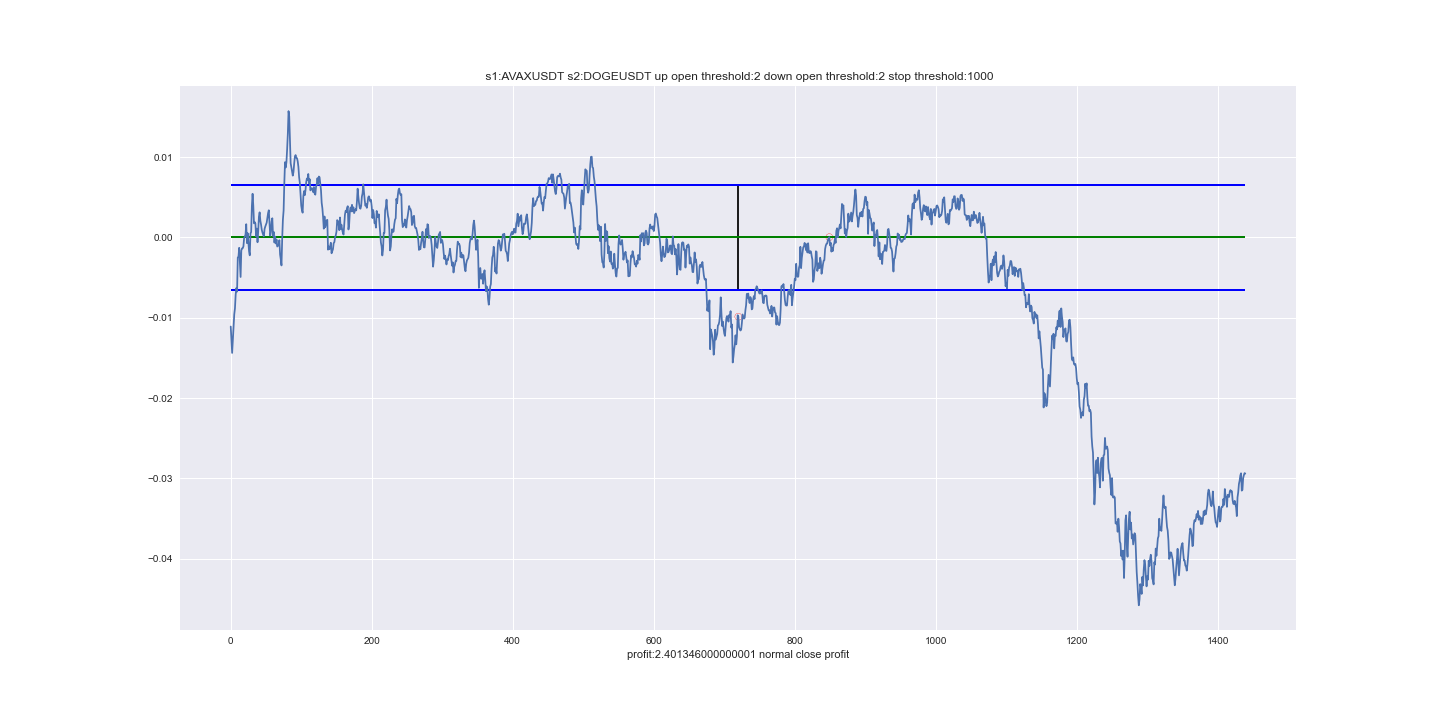 s1:AVAXUSDT s2:DOGEUSDT up open threshold:2 down open threshold:2 stop threshold:1000
0.01
0.00
−0.01
−0.02
−0.03
−0.04
0 200 400 600 800 1000 1200 1400
profit:2.401346000000001 normal close profit